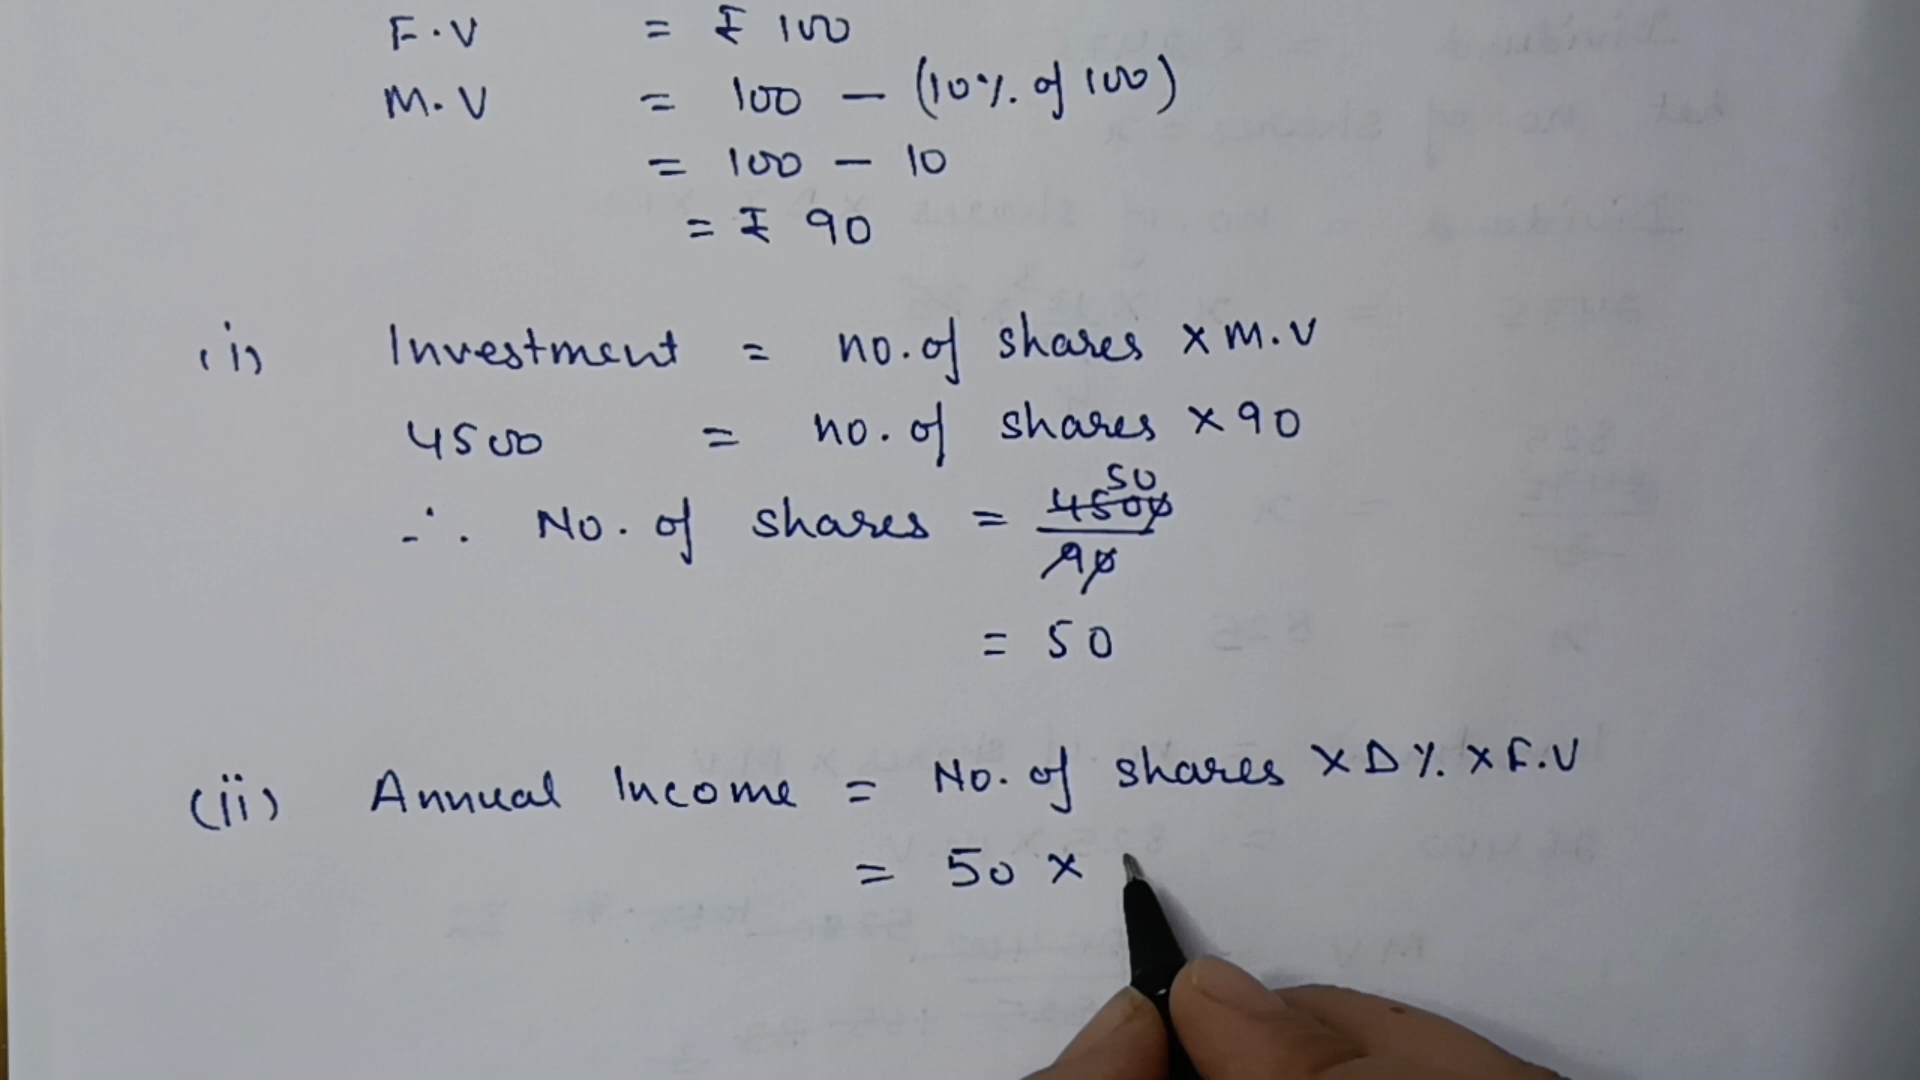 F.V = ₹ 100
M.V = 100 – (10% of 100)
= 100 – 10
= ₹ 90
(i) Investment = no. of shares × M.V
4500 = no. of shares × 90
∴ No. of shares = 4500/90 50
= 50
(ii) Annual Income = No. of shares × D% × F.V
= 50 ×